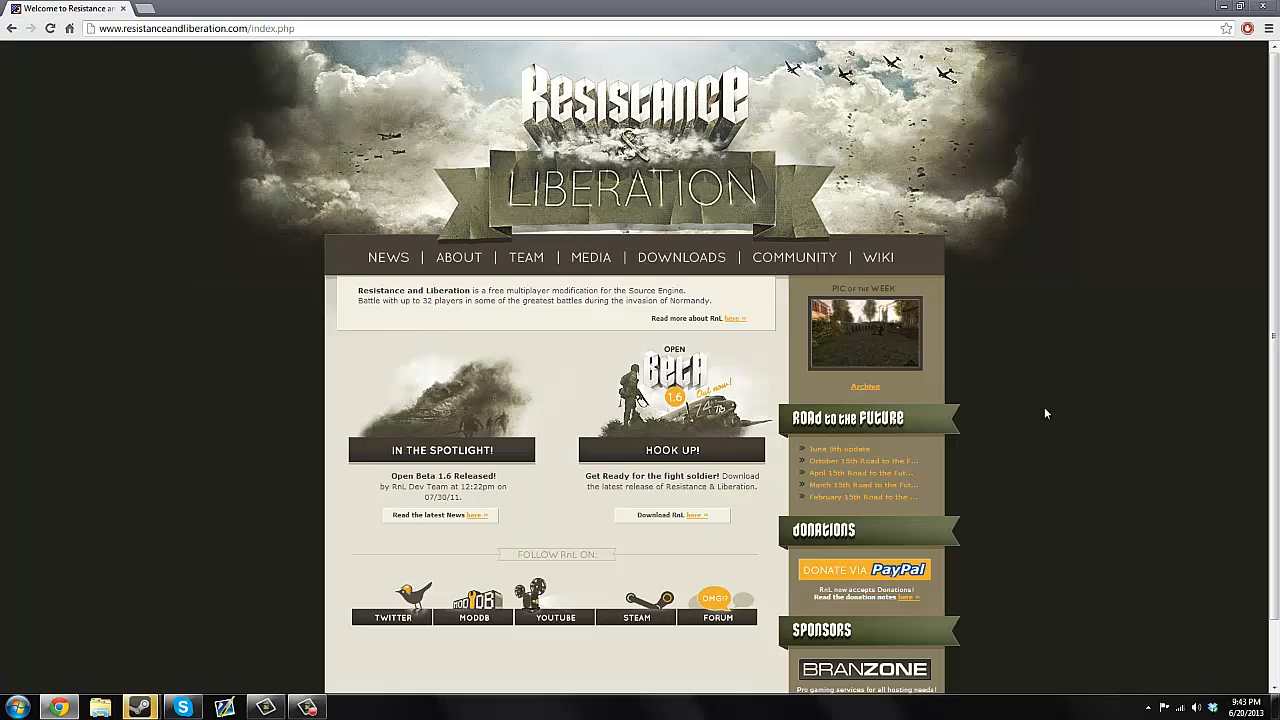 Welcome to Resistance an
www.resistanceandliberation.com/index.php
Resistance
&
LIBERATION
NEWS | ABOUT | TEAM | MEDIA | DOWNLOADS | COMMUNITY | WIKI
Resistance and Liberation is a free multiplayer modification for the Source Engine.
Battle with up to 32 players in some of the greatest battles during the invasion of Normandy.
Read more about RnL here »
PIC OF THE WEEK
Archive
OPEN
BETA
1.6
Out now!
IN THE SPOTLIGHT!
Open Beta 1.6 Released!
by RnL Dev Team at 12:22pm on
07/30/11.
Read the latest News here »
HOOK UP!
Get Ready for the fight soldier! Download
the latest release of Resistance & Liberation.
Download RnL here »
FOLLOW RnL ON:
TWITTER
MODDB
YOUTUBE
STEAM
OMG!?
FORUM
ROAD TO THE FUTURE
» June 9th update
» October 15th Road to the F...
» April 15th Road to the Fut...
» March 15th Road to the Fut...
» February 15th Road to the ...
DONATIONS
DONATE VIA PayPal
RnL now accepts Donations!
Read the donation notes here »
SPONSORS
BRANZONE
Pro gaming services for all hosting needs!
9:43 PM
6/20/2013